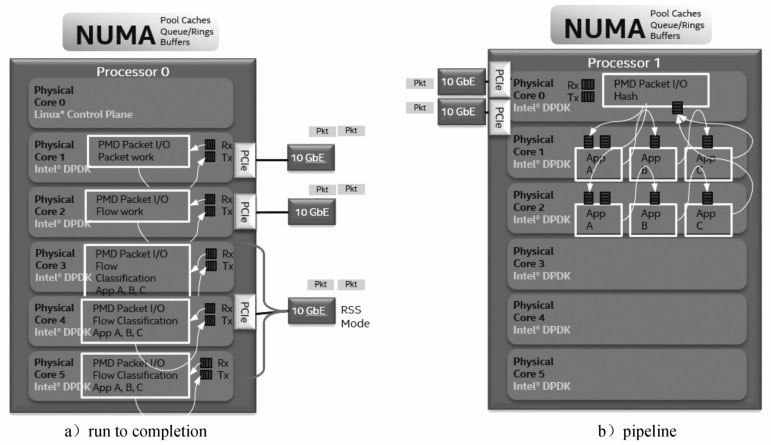 NUMA
Pool Caches
Queue/Rings
Buffers
Processor 0
Physical
Core 0
Linux* Control Plane
Physical
Core 1
Intel® DPDK
PMD Packet I/O
Packet work
Rx
Tx
PCIe
10 GbE
Pkt Pkt
Physical
Core 2
Intel® DPDK
PMD Packet I/O
Flow work
Rx
Tx
PCIe
10 GbE
Pkt Pkt
Physical
Core 3
Intel® DPDK
PMD Packet I/O
Flow
Classification
App A, B, C
Rx
Tx
Physical
Core 4
Intel® DPDK
PMD Packet I/O
Flow Classification
App A, B, C
Rx
Tx
PCIe
10 GbE
Pkt Pkt
RSS
Mode
Physical
Core 5
Intel® DPDK
PMD Packet I/O
Flow Classification
App A, B, C
Rx
Tx
a）run to completion
NUMA
Pool Caches
Queue/Rings
Buffers
Processor 1
Pkt
10 GbE
PCIe
Pkt
10 GbE
PCIe
Physical
Core 0
Intel® DPDK
Rx
Tx
PMD Packet I/O
Hash
Physical
Core 1
Intel® DPDK
App
A
App
B
App
C
Physical
Core 2
Intel® DPDK
App
A
App
B
App
C
Physical
Core 3
Intel® DPDK
Physical
Core 4
Intel® DPDK
Physical
Core 5
Intel® DPDK
b）pipeline